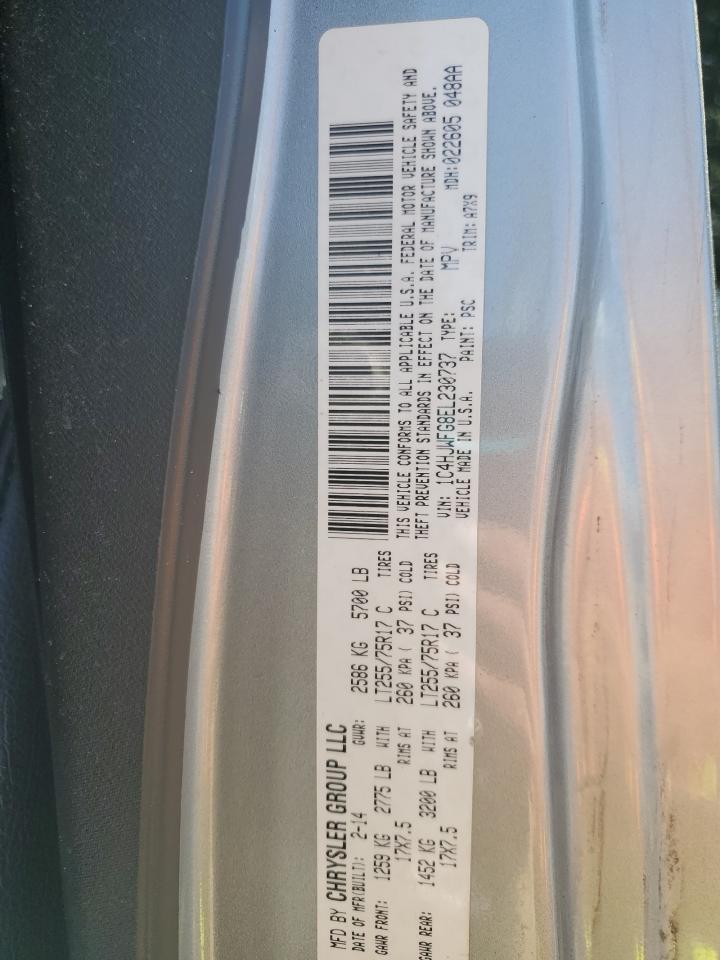 MFD BY CHRYSLER GROUP LLC
DATE OF MFR(BUILT): 2-14 GVWR: 2586 KG 5700 LB
GAWR FRONT: 1259 KG 2775 LB WITH LT255/75R17 C TIRES
17X7.5 RIMS AT 260 KPA ( 37 PSI) COLD
GAWR REAR: 1452 KG 3200 LB WITH LT255/75R17 C TIRES
17X7.5 RIMS AT 260 KPA ( 37 PSI) COLD
THIS VEHICLE CONFORMS TO ALL APPLICABLE U.S.A. FEDERAL MOTOR VEHICLE SAFETY AND
THEFT PREVENTION STANDARDS IN EFFECT ON THE DATE OF MANUFACTURE SHOWN ABOVE.
VIN: 1C4HJWFG8EL230737 TYPE: MPV MDH:022605 048AA
VEHICLE MADE IN U.S.A. PAINT: PSC TRIM: A7X9